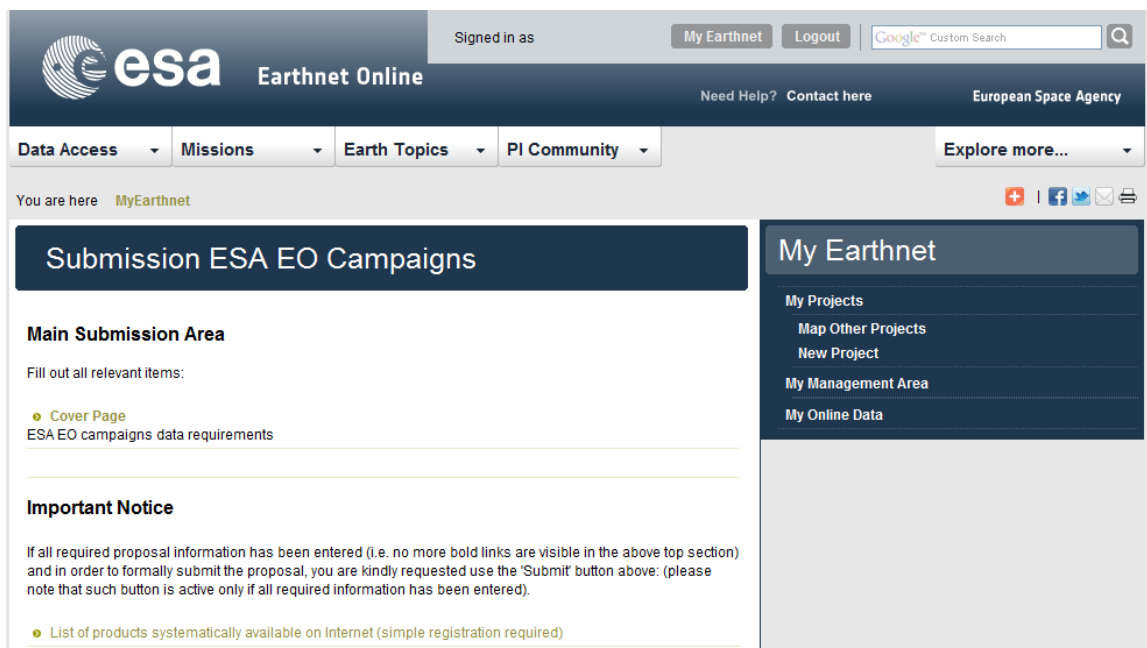 Signed in as
My Earthnet
Logout
Google™ Custom Search
esa
Earthnet Online
Need Help? Contact here
European Space Agency
Data Access
Missions
Earth Topics
PI Community
Explore more...
You are here MyEarthnet
Submission ESA EO Campaigns
Main Submission Area
Fill out all relevant items:
Cover Page
ESA EO campaigns data requirements
Important Notice
If all required proposal information has been entered (i.e. no more bold links are visible in the above top section)
and in order to formally submit the proposal, you are kindly requested use the 'Submit' button above: (please
note that such button is active only if all required information has been entered).
List of products systematically available on Internet (simple registration required)
My Earthnet
My Projects
Map Other Projects
New Project
My Management Area
My Online Data